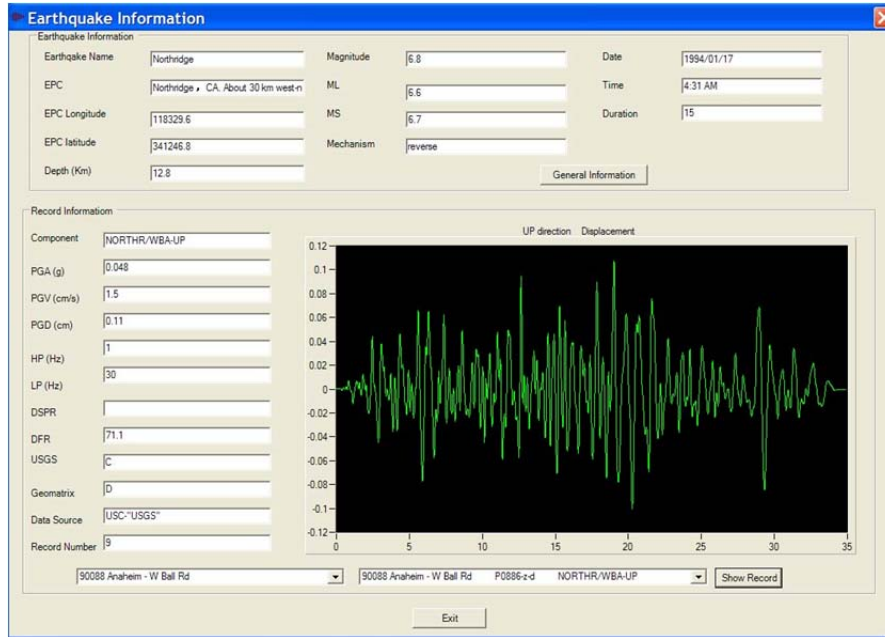 Earthquake Information
Earthquake Information
Earthqake Name Northridge Magnitude 6.8 Date 1994/01/17
EPC Northridge , CA. About 30 km west-n ML 6.6 Time 4:31 AM
EPC Longitude 118329.6 MS 6.7 Duration 15
EPC latitude 341246.8 Mechanism reverse
Depth (Km) 12.8 General Information
Record Informatiom
UP direction Displacement
Component NORTHR/WBA-UP
PGA (g) 0.048
PGV (cm/s) 1.5
PGD (cm) 0.11
HP (Hz) 1
LP (Hz) 30
DSPR
DFR 71.1
USGS C
Geomatrix D
Data Source USC-"USGS"
Record Number 9
0.12
0.1
0.08
0.06
0.04
0.02
0
-0.02
-0.04
-0.06
-0.08
-0.1
-0.12
0 5 10 15 20 25 30 35
90088 Anaheim - W Ball Rd 90088 Anaheim - W Ball Rd P0886-z-d NORTHR/WBA-UP Show Record
Exit